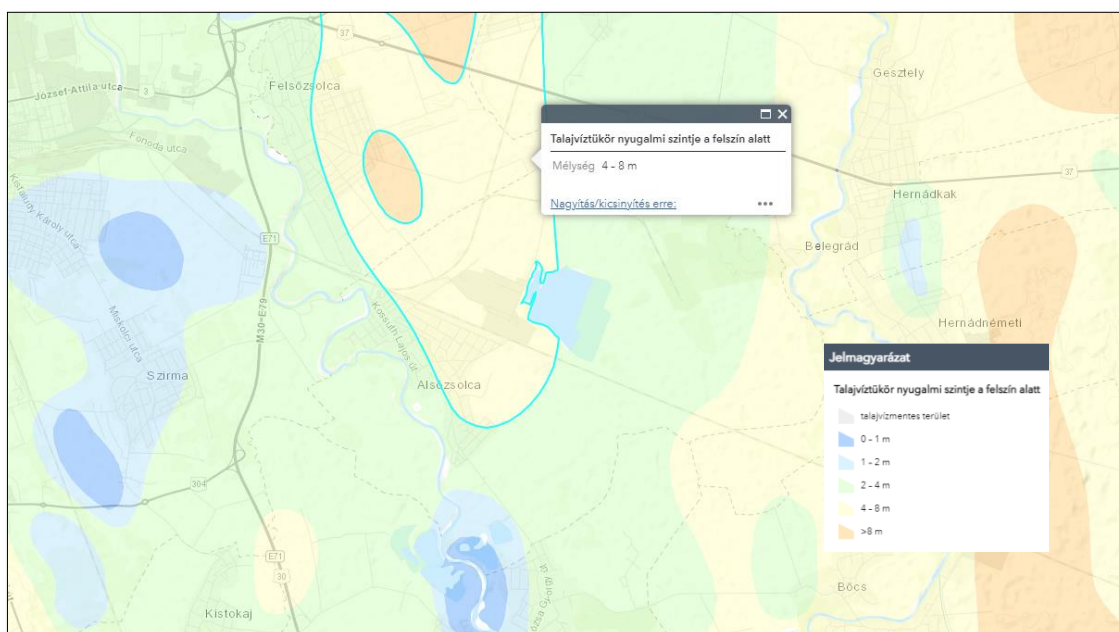 37
Gesztely
József-Attila-utca
3
Felsőzsolca
Talajvíztükör nyugalmi szintje a felszín alatt
Mélység 4 - 8 m
Nagyítás/kicsinyítés erre:
•••
Fonoda utca
37
Hernádkak
Kisfaludy Károly utca
E71
Belegrád
M30-E79
Kossuth Lajos út
Miskolci utca
Hernádnémeti
Szirma
Alsózsolca
Jelmagyarázat
Talajvíztükör nyugalmi szintje a felszín alatt
talajvízmentes terület
0 - 1 m
1 - 2 m
2 - 4 m
4 - 8 m
>8 m
304
E71
30
Bőcs
Kistokaj